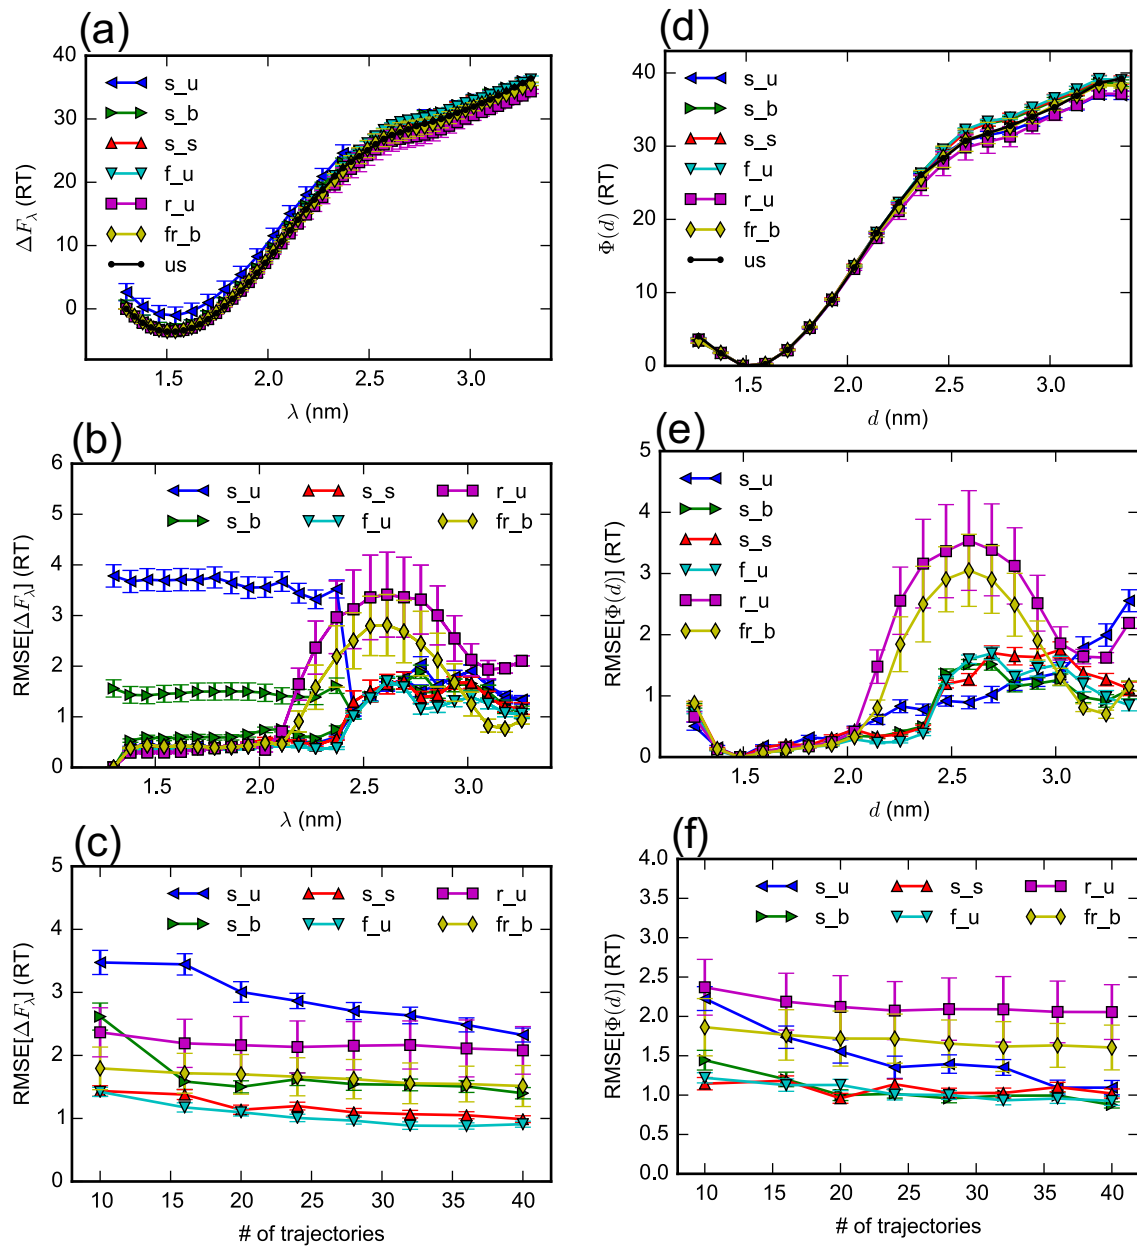 (a)
40
30
20
10
0
ΔF_λ (RT)
s_u
s_b
s_s
f_u
r_u
fr_b
us
1.5 2.0 2.5 3.0
λ (nm)
(d)
40
30
20
10
0
Φ(d) (RT)
s_u
s_b
s_s
f_u
r_u
fr_b
us
1.5 2.0 2.5 3.0
d (nm)
(b)
6
5
4
3
2
1
0
RMSE[ΔF_λ] (RT)
s_u s_s r_u
s_b f_u fr_b
1.5 2.0 2.5 3.0
λ (nm)
(e)
5
4
3
2
1
0
RMSE[Φ(d)] (RT)
s_u
s_b
s_s
f_u
r_u
fr_b
1.5 2.0 2.5 3.0
d (nm)
(c)
5
4
3
2
1
0
RMSE[ΔF_λ] (RT)
s_u s_s r_u
s_b f_u fr_b
10 15 20 25 30 35 40
# of trajectories
(f)
4.0
3.5
3.0
2.5
2.0
1.5
1.0
0.5
0.0
RMSE[Φ(d)] (RT)
s_u s_s r_u
s_b f_u fr_b
10 15 20 25 30 35 40
# of trajectories